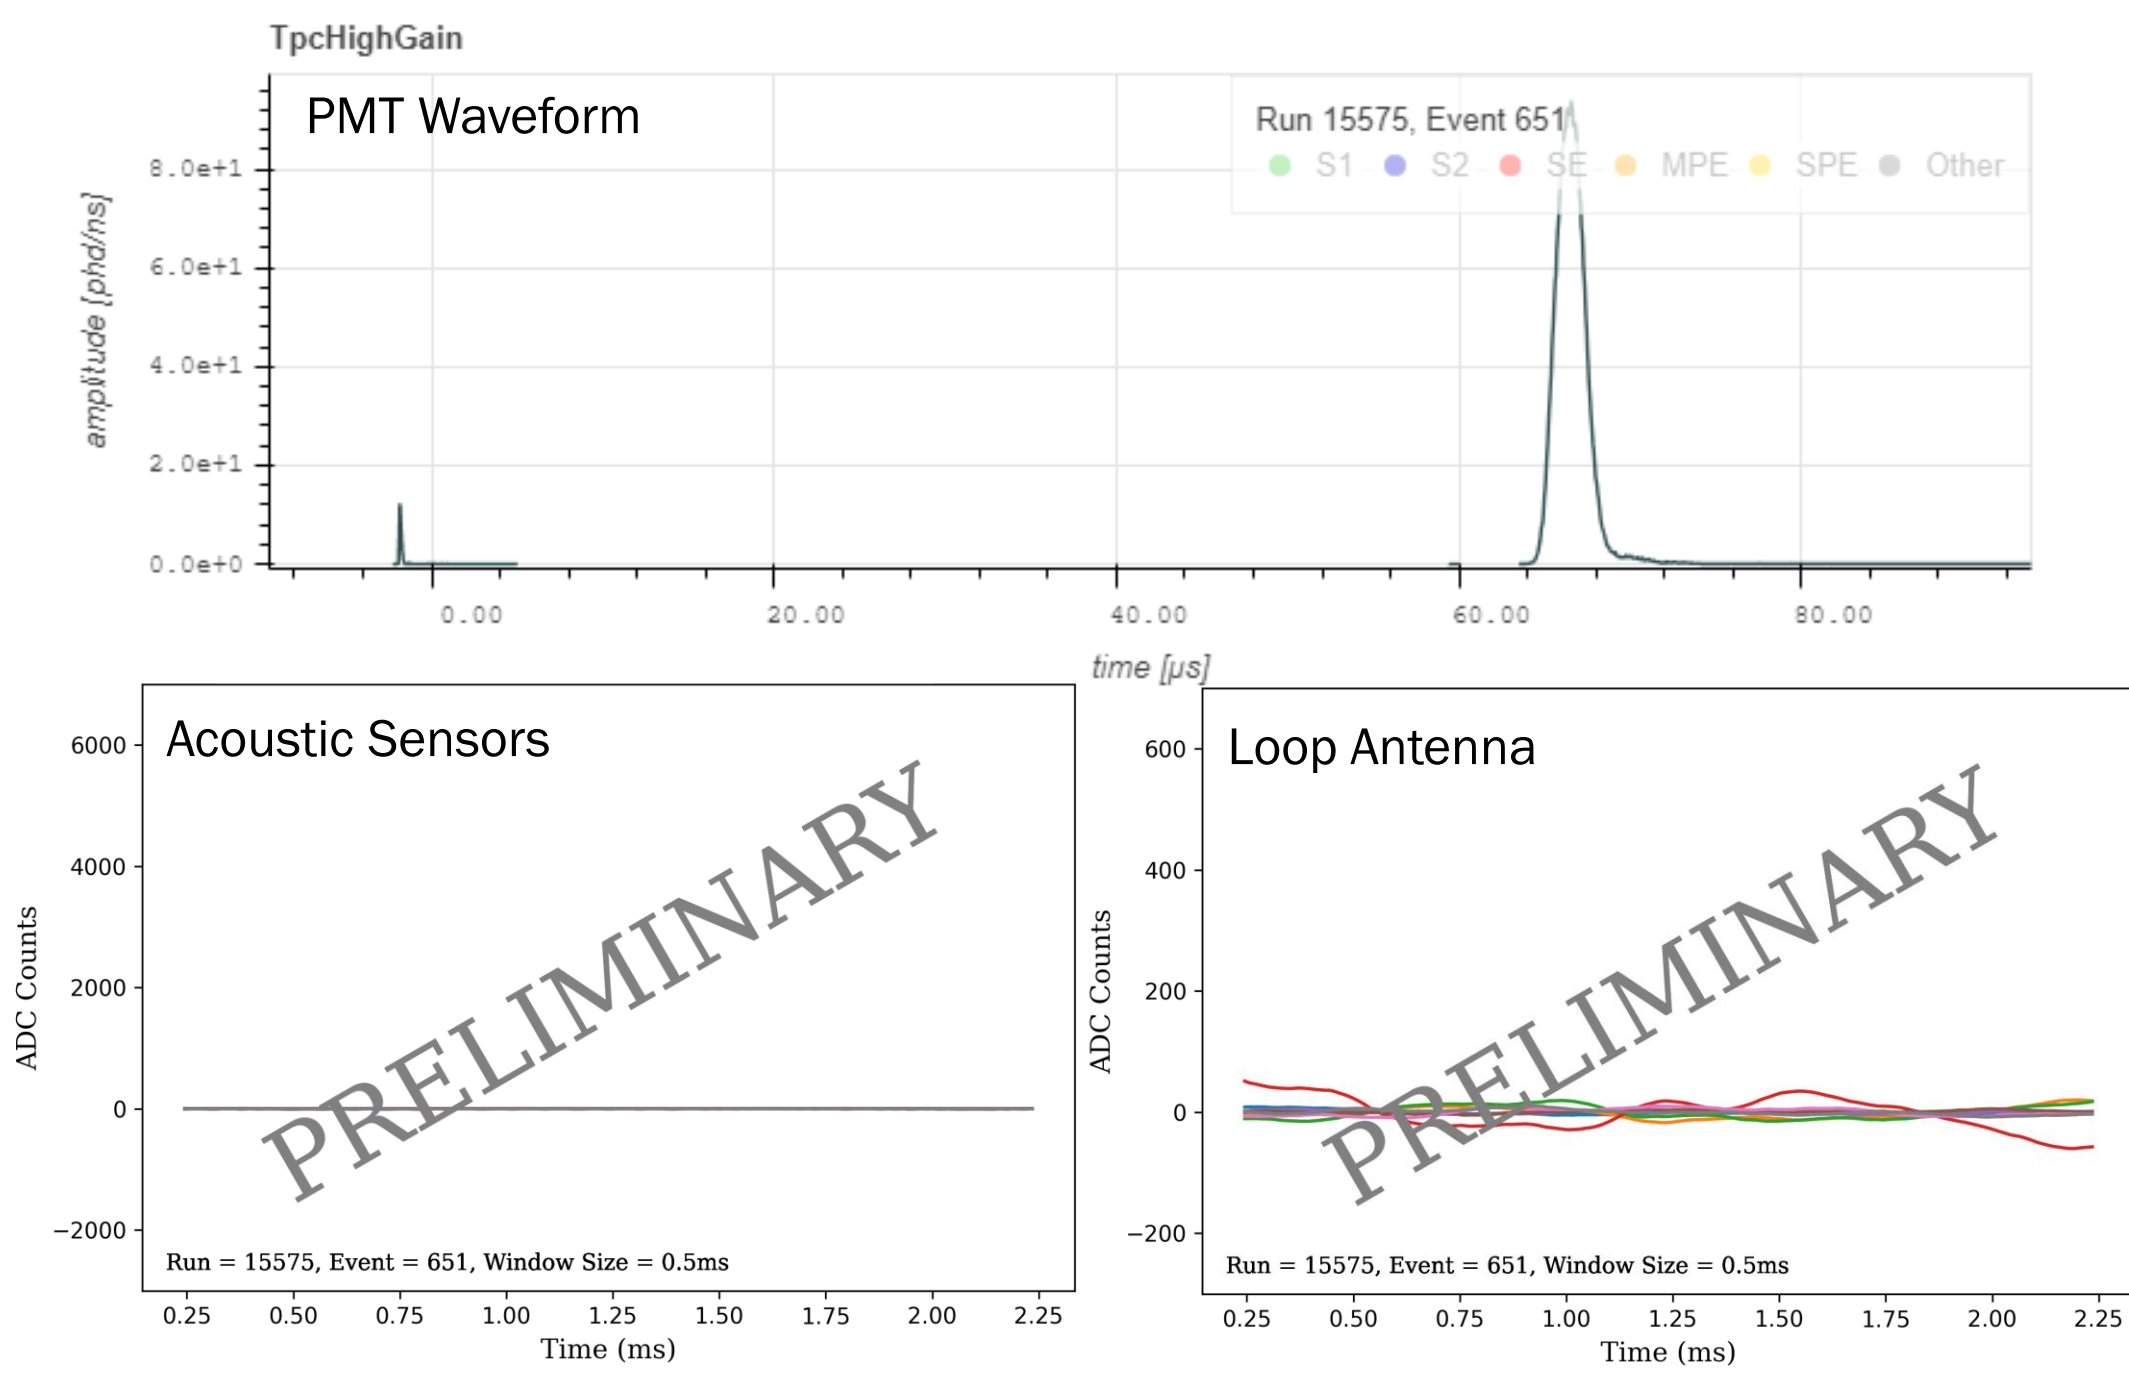 TpcHighGain
PMT Waveform
Run 15575, Event 651
S1 S2 SE MPE SPE Other
amplitude [phd/ns]
8.0e+1
6.0e+1
4.0e+1
2.0e+1
0.0e+0
0.00 20.00 40.00 60.00 80.00
time [μs]
Acoustic Sensors
ADC Counts
6000
4000
2000
0
−2000
PRELIMINARY
Run = 15575, Event = 651, Window Size = 0.5ms
0.25 0.50 0.75 1.00 1.25 1.50 1.75 2.00 2.25
Time (ms)
Loop Antenna
ADC Counts
600
400
200
0
−200
PRELIMINARY
Run = 15575, Event = 651, Window Size = 0.5ms
0.25 0.50 0.75 1.00 1.25 1.50 1.75 2.00 2.25
Time (ms)